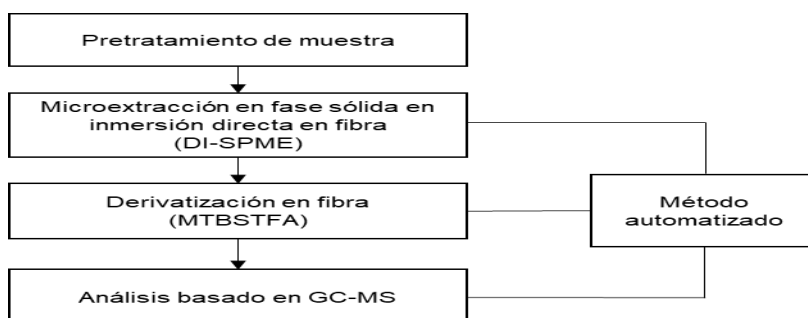 Pretratamiento de muestra
Microextracción en fase sólida en
inmersión directa en fibra
(DI-SPME)
Derivatización en fibra
(MTBSTFA)
Método
automatizado
Análisis basado en GC-MS